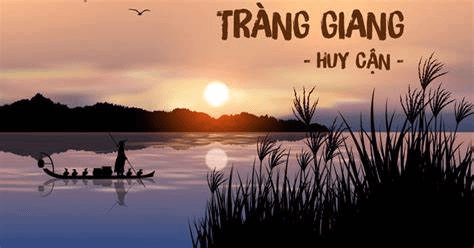 TRÀNG GIANG
- HUY CẬN -